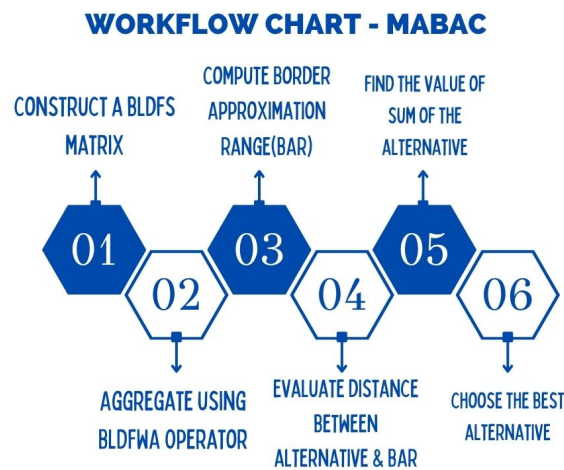 WORKFLOW CHART - MABAC
CONSTRUCT A BLDFS
MATRIX
COMPUTE BORDER
APPROXIMATION
RANGE(BAR)
FIND THE VALUE OF
SUM OF THE
ALTERNATIVE
01
02
03
04
05
06
AGGREGATE USING
BLDFWA OPERATOR
EVALUATE DISTANCE
BETWEEN
ALTERNATIVE & BAR
CHOOSE THE BEST
ALTERNATIVE